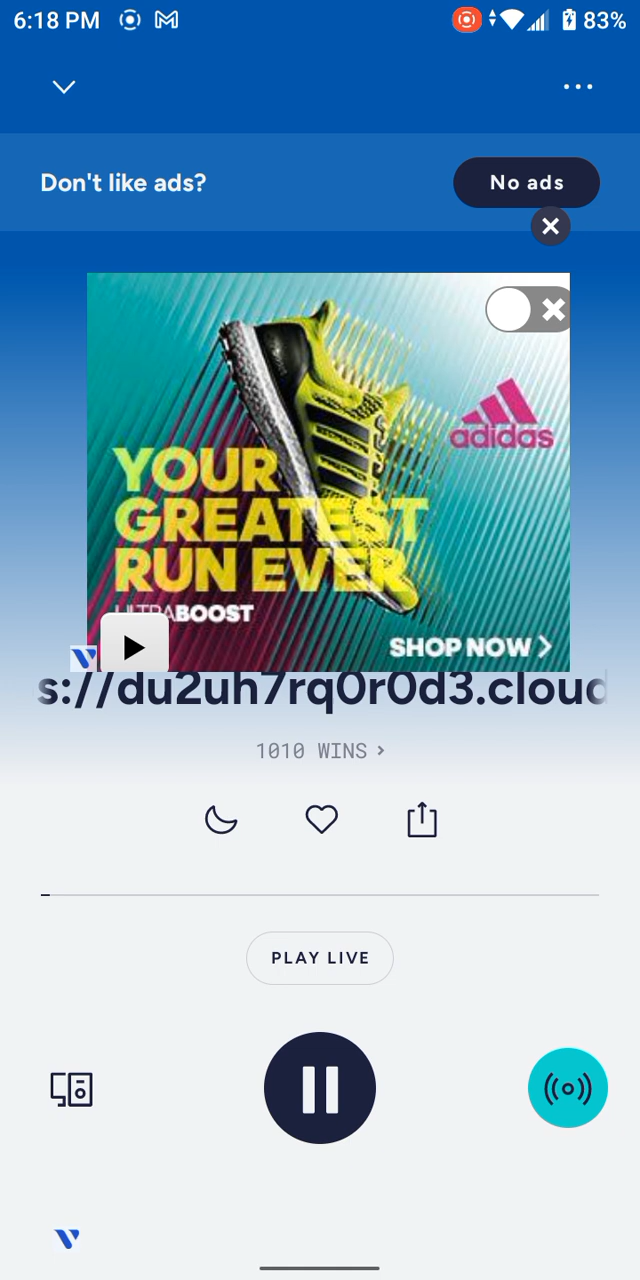 6:18 PM
83%
Don't like ads?
No ads
adidas
YOUR
GREATEST
RUN EVER
ULTRABOOST
SHOP NOW
s://du2uh7rq0r0d3.cloud
1010 WINS
PLAY LIVE